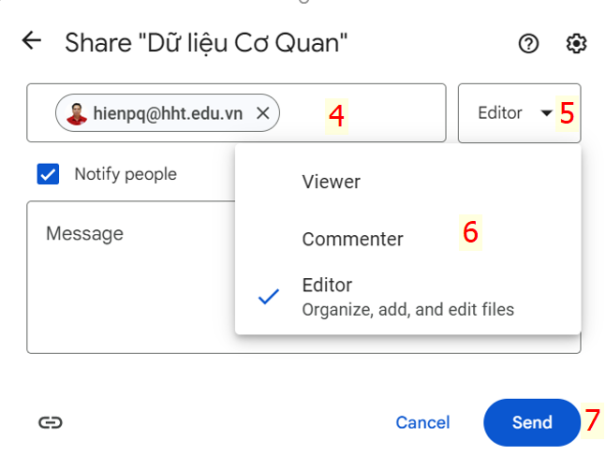 Share "Dữ liệu Cơ Quan"
hienpq@hht.edu.vn
4
Editor
5
Notify people
Message
Viewer
Commenter
6
Editor
Organize, add, and edit files
Cancel
Send
7